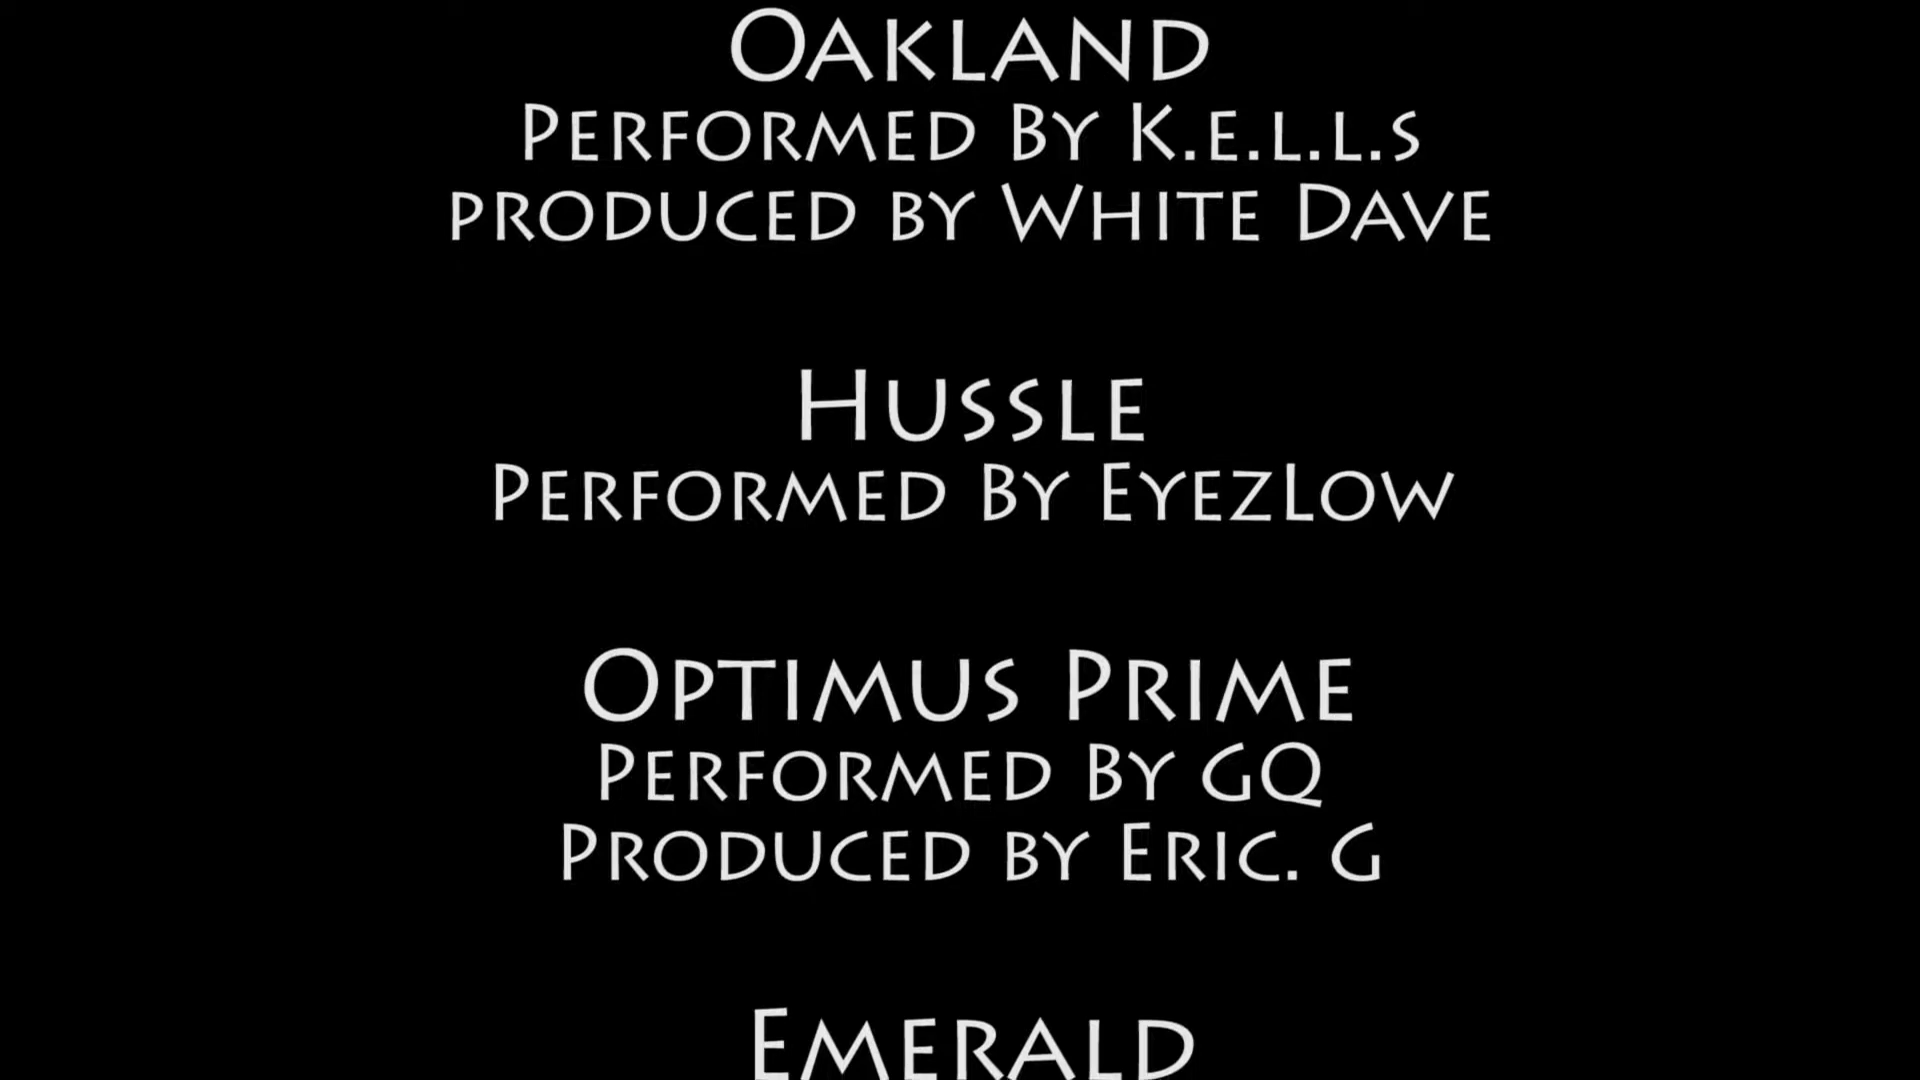 Oakland
Performed By K.e.l.l.s
produced by White Dave
Hussle
Performed By EyezLow
Optimus Prime
Performed By GQ
Produced by Eric. G
Emerald